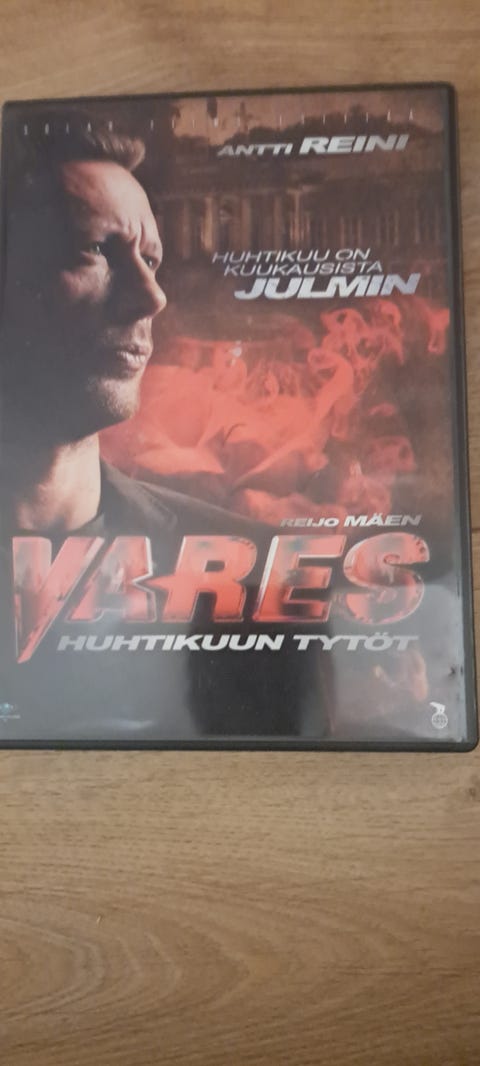 ANTTI REINI
HUHTIKUU ON
KUUKAUSISTA
JULMIN
REIJO MÄEN
VARES
HUHTIKUUN TYTÖT